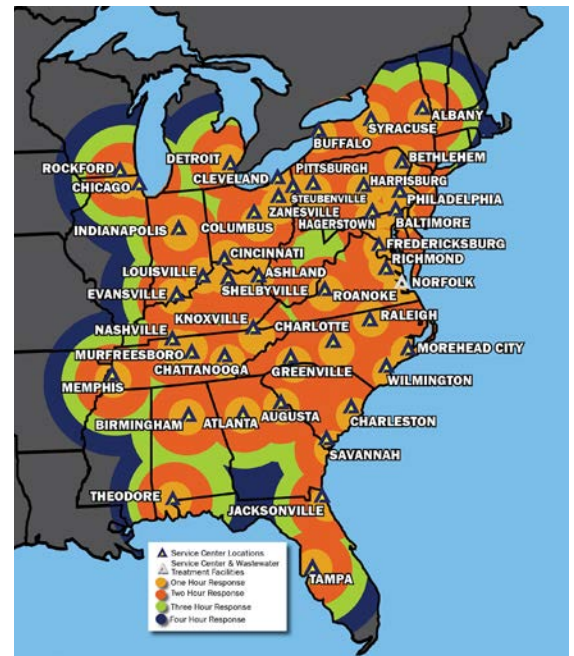 ALBANY
SYRACUSE
BUFFALO
DETROIT
BETHLEHEM
ROCKFORD
CLEVELAND
PITTSBURGH
CHICAGO
HARRISBURG
STEUBENVILLE
PHILADELPHIA
ZANESVILLE
COLUMBUS
HAGERSTOWN
BALTIMORE
INDIANAPOLIS
FREDERICKSBURG
CINCINNATI
RICHMOND
LOUISVILLE
ASHLAND
NORFOLK
SHELBYVILLE
EVANSVILLE
ROANOKE
KNOXVILLE
RALEIGH
NASHVILLE
CHARLOTTE
MURFREESBORO
MOREHEAD CITY
CHATTANOOGA
GREENVILLE
MEMPHIS
WILMINGTON
AUGUSTA
BIRMINGHAM
ATLANTA
CHARLESTON
SAVANNAH
THEODORE
JACKSONVILLE
TAMPA
Service Center Locations
Service Center & Wastewater
Treatment Facilities
One Hour Response
Two Hour Response
Three Hour Response
Four Hour Response